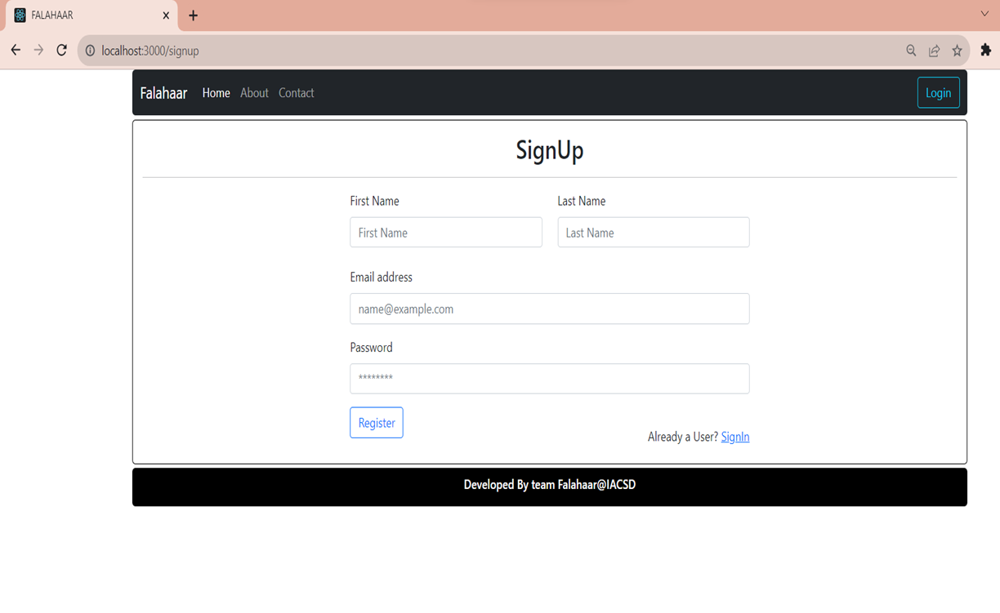 FALAHAAR
localhost:3000/signup
Falahaar Home About Contact Login
SignUp
First Name Last Name
First Name Last Name
Email address
name@example.com
Password
********
Register
Already a User? SignIn
Developed By team Falahaar@IACSD